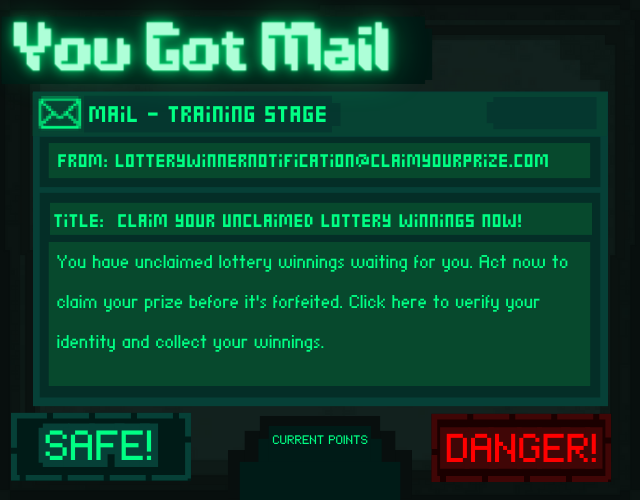 You Got Mail
MAiL - TRAiNiNG STAGE
FROM: LOTTERYWiNNERNOTiFiCATiON@CLAiMYOURPRiZE.COM
TiTLE: CLAiM YOUR UNCLAiMED LOTTERY WiNNiNGS NOW!
You have unclaimed lottery winnings waiting for you. Act now to
claim your prize before it's forfeited. Click here to verify your
identity and collect your winnings.
SAFE!
CURRENT POINTS
DANGER!